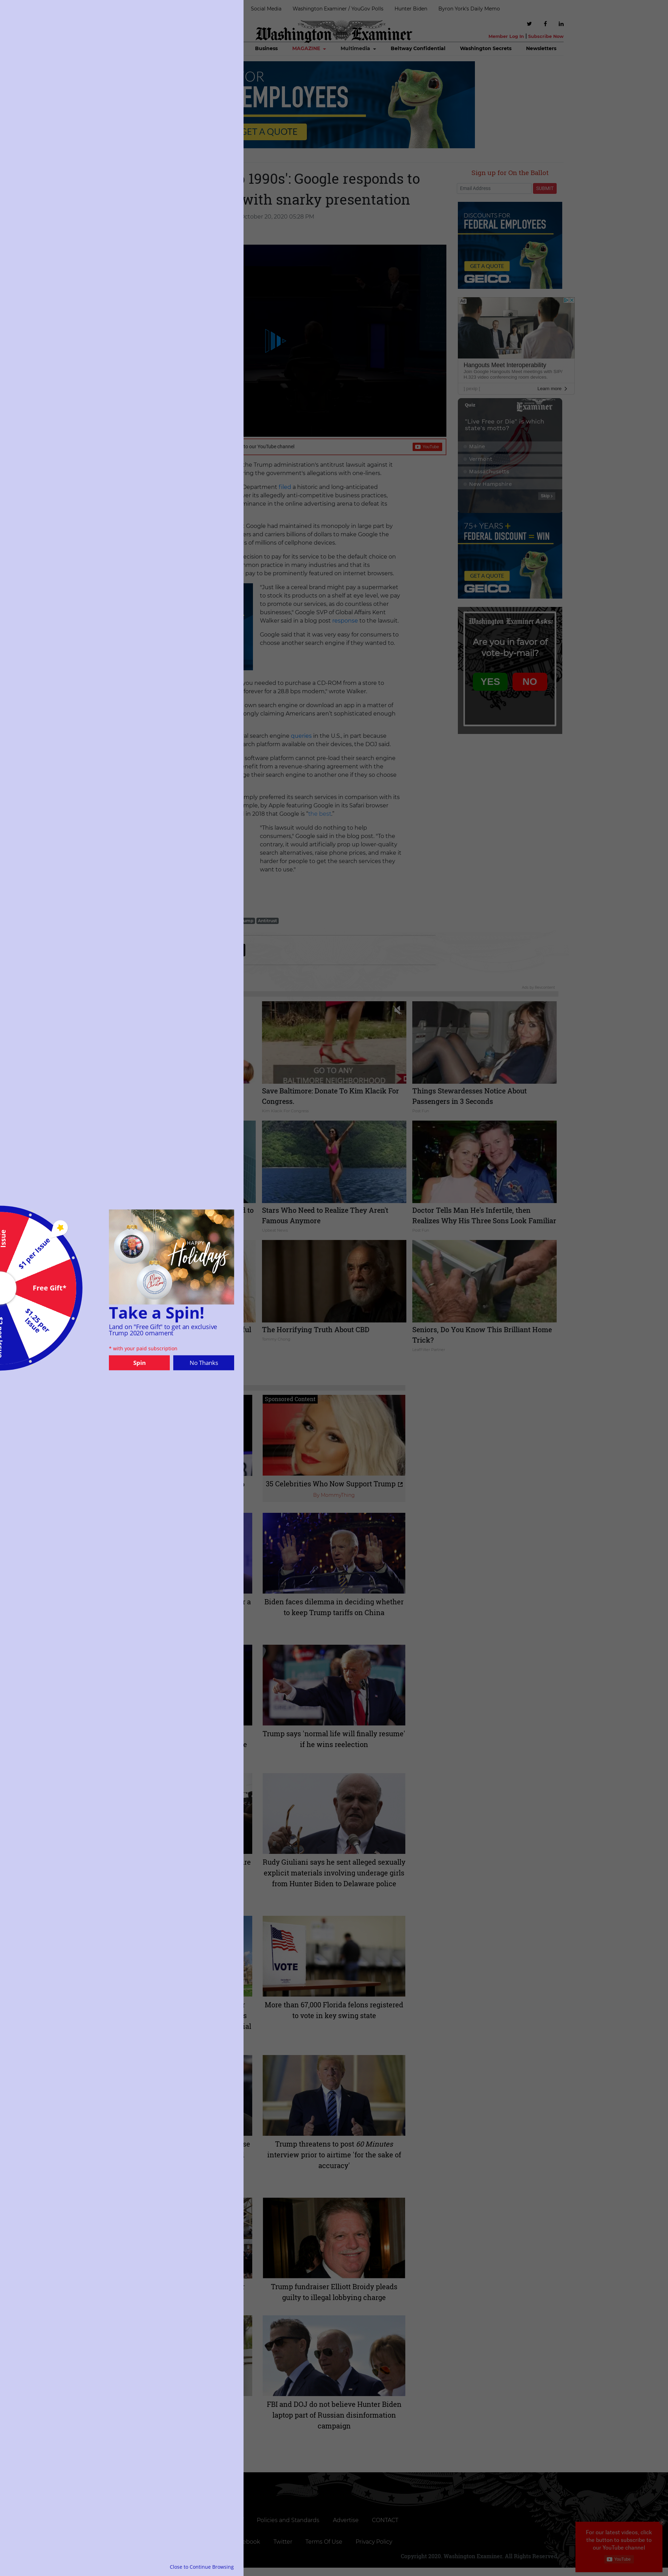 Social Media Washington Examiner / YouGov Polls Hunter Biden Byron York's Daily Memo
Washington Examiner
Member Log In | Subscribe Now
Business MAGAZINE Multimedia Beltway Confidential Washington Secrets Newsletters
EMPLOYEES
GET A QUOTE
1990s': Google responds to
with snarky presentation
October 20, 2020 05:28 PM
Sign up for On the Ballot
Email Address SUBMIT
DISCOUNTS FOR
FEDERAL EMPLOYEES
GET A QUOTE
Hangouts Meet Interoperability
Learn more
Quiz Examiner
"Live Free or Die" is which
state's motto?
Maine
Vermont
Massachusetts
New Hampshire
Skip
75+ YEARS +
FEDERAL DISCOUNT = WIN
GET A QUOTE
GEICO
Washington Examiner Asks:
Are you in favor of
vote-by-mail?
YES NO
to our YouTube channel
YouTube
the Trump administration's antitrust lawsuit against it
ng the government's allegations with one-liners.
Department filed a historic and long-anticipated
er its allegedly anti-competitive business practices,
minance in the online advertising arena to defeat its
Google had maintained its monopoly in large part by
ers and carriers billions of dollars to make Google the
s of millions of cellphone devices.
ecision to pay for its service to be the default choice on
mmon practice in many industries and that its
pay to be prominently featured on internet browsers.
"Just like a cereal brand might pay a supermarket
to stock its products on a shelf at eye level, we pay
to promote our services, as do countless other
businesses," Google SVP of Global Affairs Kent
Walker said in a blog post response to the lawsuit.
Google said that it was very easy for consumers to
choose another search engine if they wanted to.
you needed to purchase a CD-ROM from a store to
forever for a 28.8 bps modem," wrote Walker.
own search engine or download an app in a matter of
ngly claiming Americans aren't sophisticated enough
al search engine queries in the U.S., in part because
rch platform available on their devices, the DOJ said.
software platform cannot pre-load their search engine
nefit from a revenue-sharing agreement with the
ge their search engine to another one if they so choose
mply preferred its search services in comparison with its
mple, by Apple featuring Google in its Safari browser
in 2018 that Google is "the best."
"This lawsuit would do nothing to help
consumers," Google said in the blog post. "To the
contrary, it would artificially prop up lower-quality
search alternatives, raise phone prices, and make it
harder for people to get the search services they
want to use."
Antitrust
GO TO ANY
BALTIMORE NEIGHBORHOOD
Save Baltimore: Donate To Kim Klacik For
Congress.
Things Stewardesses Notice About
Passengers in 3 Seconds
Stars Who Need to Realize They Aren't
Famous Anymore
Doctor Tells Man He's Infertile, then
Realizes Why His Three Sons Look Familiar
The Horrifying Truth About CBD
Seniors, Do You Know This Brilliant Home
Trick?
Issue
$1 per Issue
Free Gift*
$1.25 per
Issue
HAPPY
Holidays
Take a Spin!
Land on "Free Gift" to get an exclusive
Trump 2020 ornament
* with your paid subscription
Spin No Thanks
Sponsored Content
35 Celebrities Who Now Support Trump
Biden faces dilemma in deciding whether
to keep Trump tariffs on China
Trump says 'normal life will finally resume'
if he wins reelection
Rudy Giuliani says he sent alleged sexually
explicit materials involving underage girls
from Hunter Biden to Delaware police
VOTE
More than 67,000 Florida felons registered
to vote in key swing state
Trump threatens to post 60 Minutes
interview prior to airtime 'for the sake of
accuracy'
Trump fundraiser Elliott Broidy pleads
guilty to illegal lobbying charge
FBI and DOJ do not believe Hunter Biden
laptop part of Russian disinformation
campaign
Policies and Standards Advertise CONTACT
ebook Twitter Terms Of Use Privacy Policy
Copyright 2020. Washington Examiner. All Rights Reserved.
For our latest videos, click
the button to subscribe to
our YouTube channel
YouTube
Close to Continue Browsing